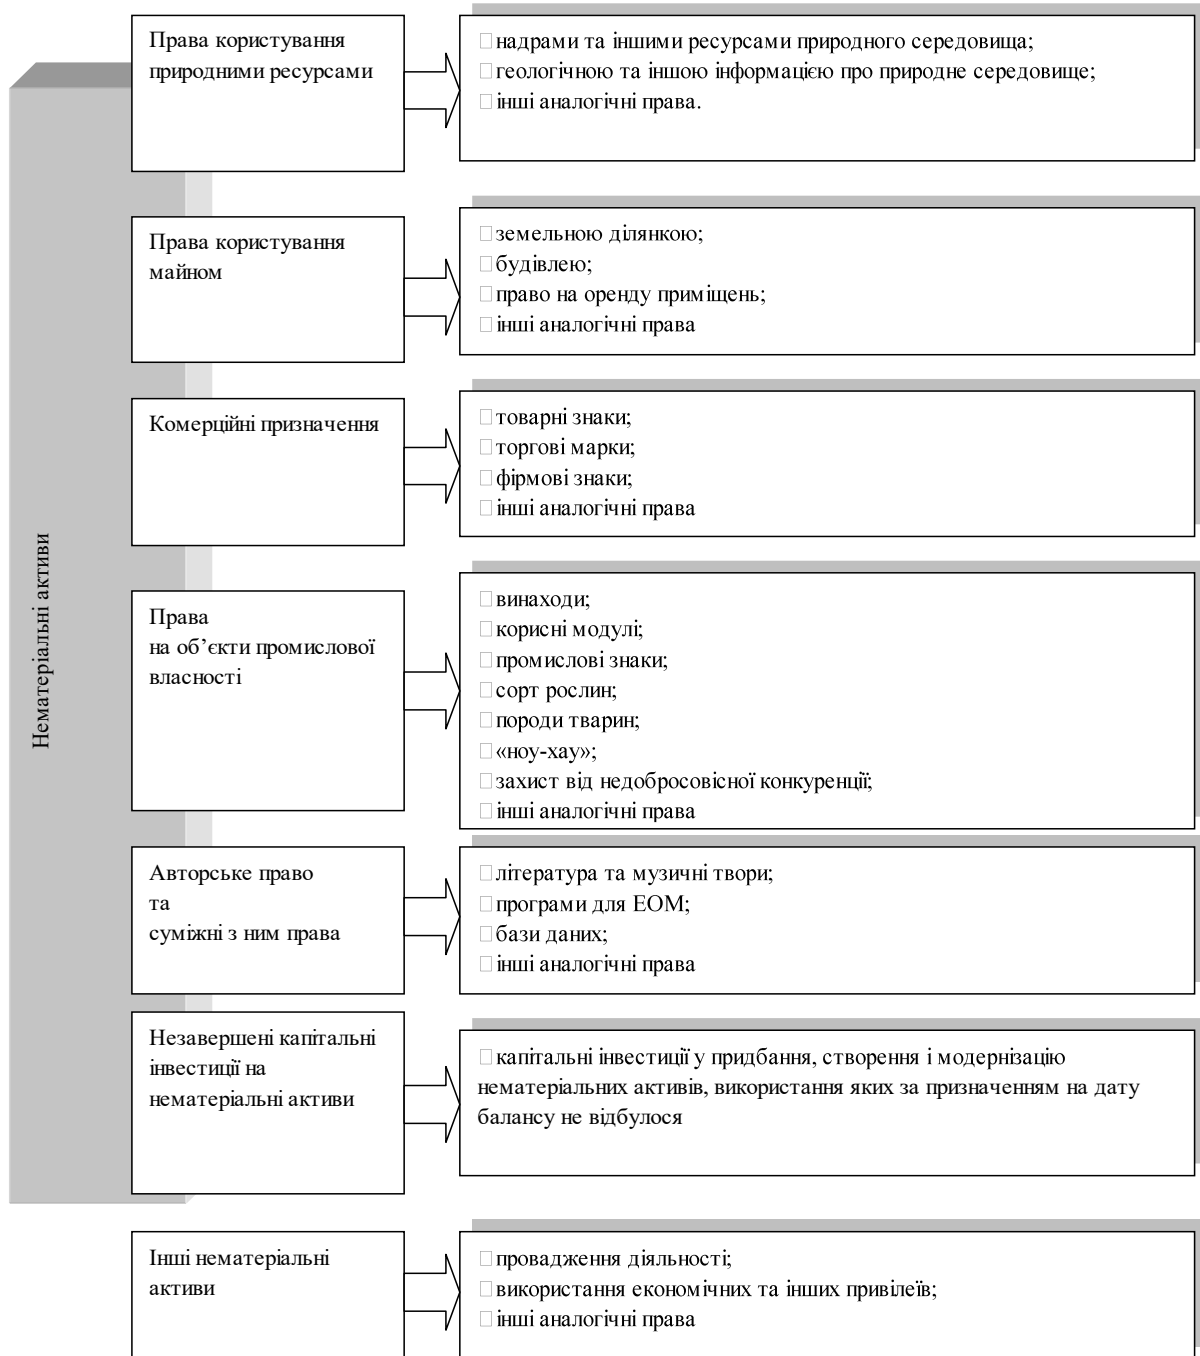 Нематеріальні активи
Права користування
природними ресурсами
надрами та іншими ресурсами природного середовища;
геологічною та іншою інформацією про природне середовище;
інші аналогічні права.
Права користування
майном
земельною ділянкою;
будівлею;
право на оренду приміщень;
інші аналогічні права
Комерційні призначення
товарні знаки;
торгові марки;
фірмові знаки;
інші аналогічні права
Права
на об’єкти промислової
власності
винаходи;
корисні модулі;
промислові знаки;
сорт рослин;
породи тварин;
«ноу-хау»;
захист від недобросовісної конкуренції;
інші аналогічні права
Авторське право
та
суміжні з ним права
література та музичні твори;
програми для ЕОМ;
бази даних;
інші аналогічні права
Незавершені капітальні
інвестиції на
нематеріальні активи
капітальні інвестиції у придбання, створення і модернізацію
нематеріальних активів, використання яких за призначенням на дату
балансу не відбулося
Інші нематеріальні
активи
провадження діяльності;
використання економічних та інших привілеїв;
інші аналогічні права